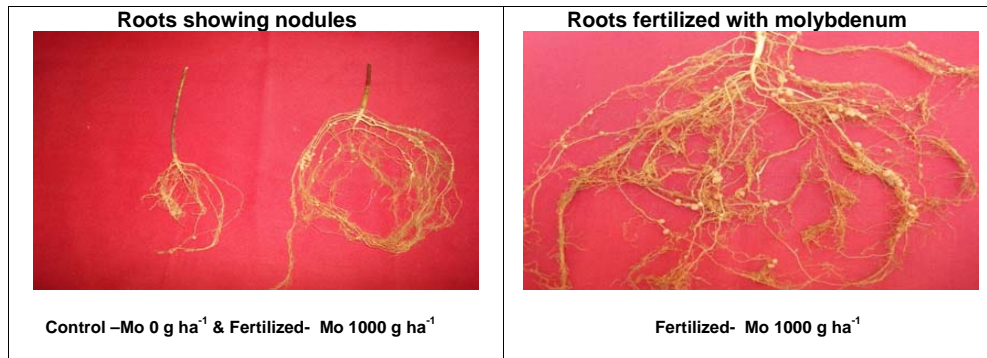 Roots showing nodules
Roots fertilized with molybdenum
Control –Mo 0 g ha⁻¹ & Fertilized- Mo 1000 g ha⁻¹
Fertilized- Mo 1000 g ha⁻¹